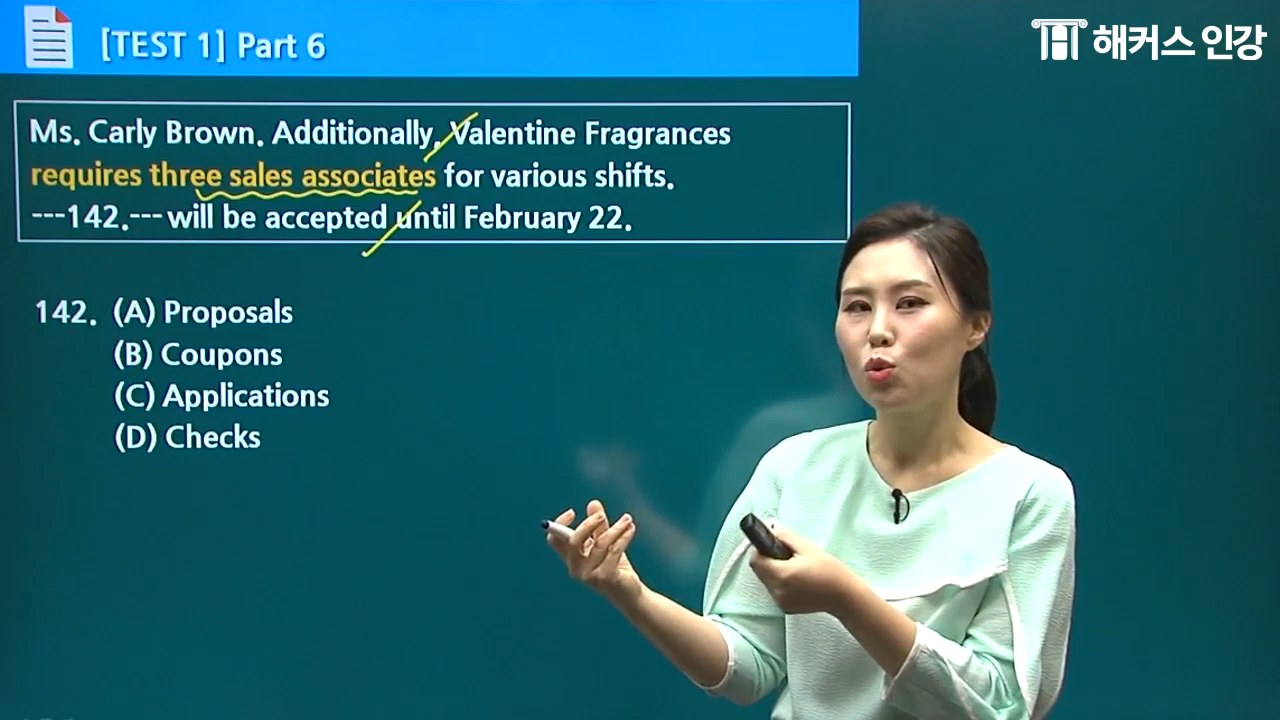 [TEST 1] Part 6
해커스 인강
Ms. Carly Brown. Additionally, Valentine Fragrances
requires three sales associates for various shifts.
---142.--- will be accepted until February 22.
142. (A) Proposals
(B) Coupons
(C) Applications
(D) Checks